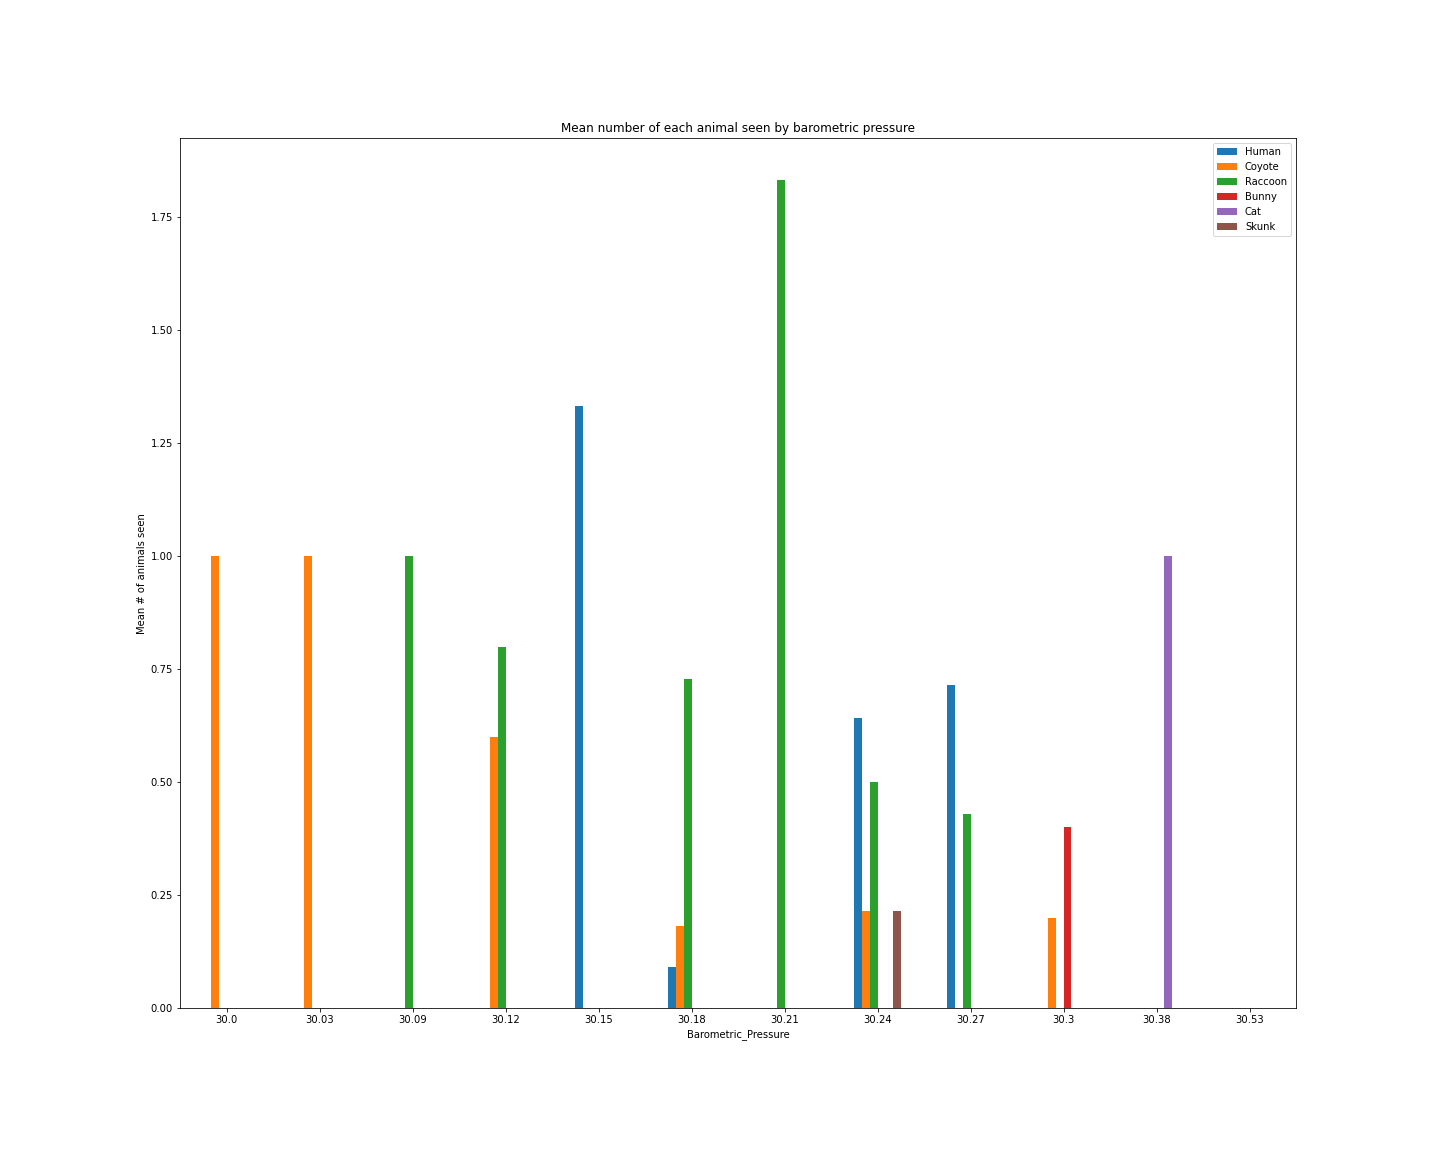 Mean number of each animal seen by barometric pressure
Human
Coyote
Raccoon
Bunny
Cat
Skunk
1.75
1.50
1.25
1.00
0.75
0.50
0.25
0.00
Mean # of animals seen
30.0 30.03 30.09 30.12 30.15 30.18 30.21 30.24 30.27 30.3 30.38 30.53
Barometric_Pressure